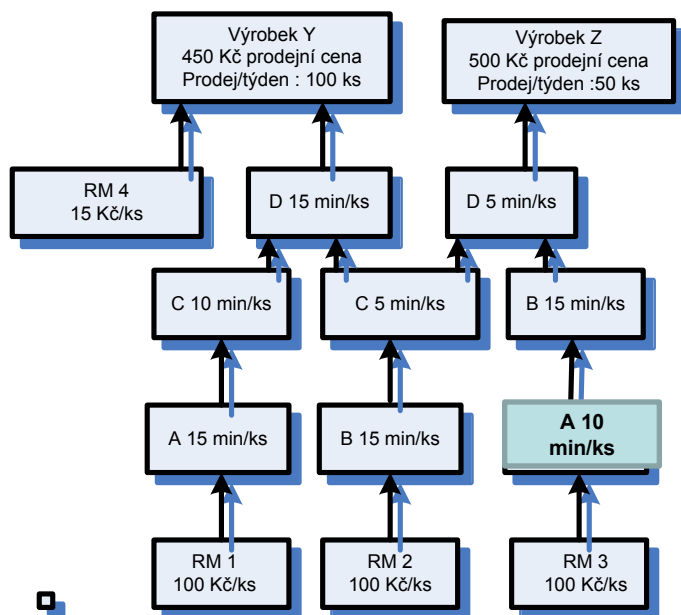 Výrobek Y
450 Kč prodejní cena
Prodej/týden : 100 ks
Výrobek Z
500 Kč prodejní cena
Prodej/týden :50 ks
RM 4
15 Kč/ks
D 15 min/ks
D 5 min/ks
C 10 min/ks
C 5 min/ks
B 15 min/ks
A 15 min/ks
B 15 min/ks
A 10
min/ks
RM 1
100 Kč/ks
RM 2
100 Kč/ks
RM 3
100 Kč/ks